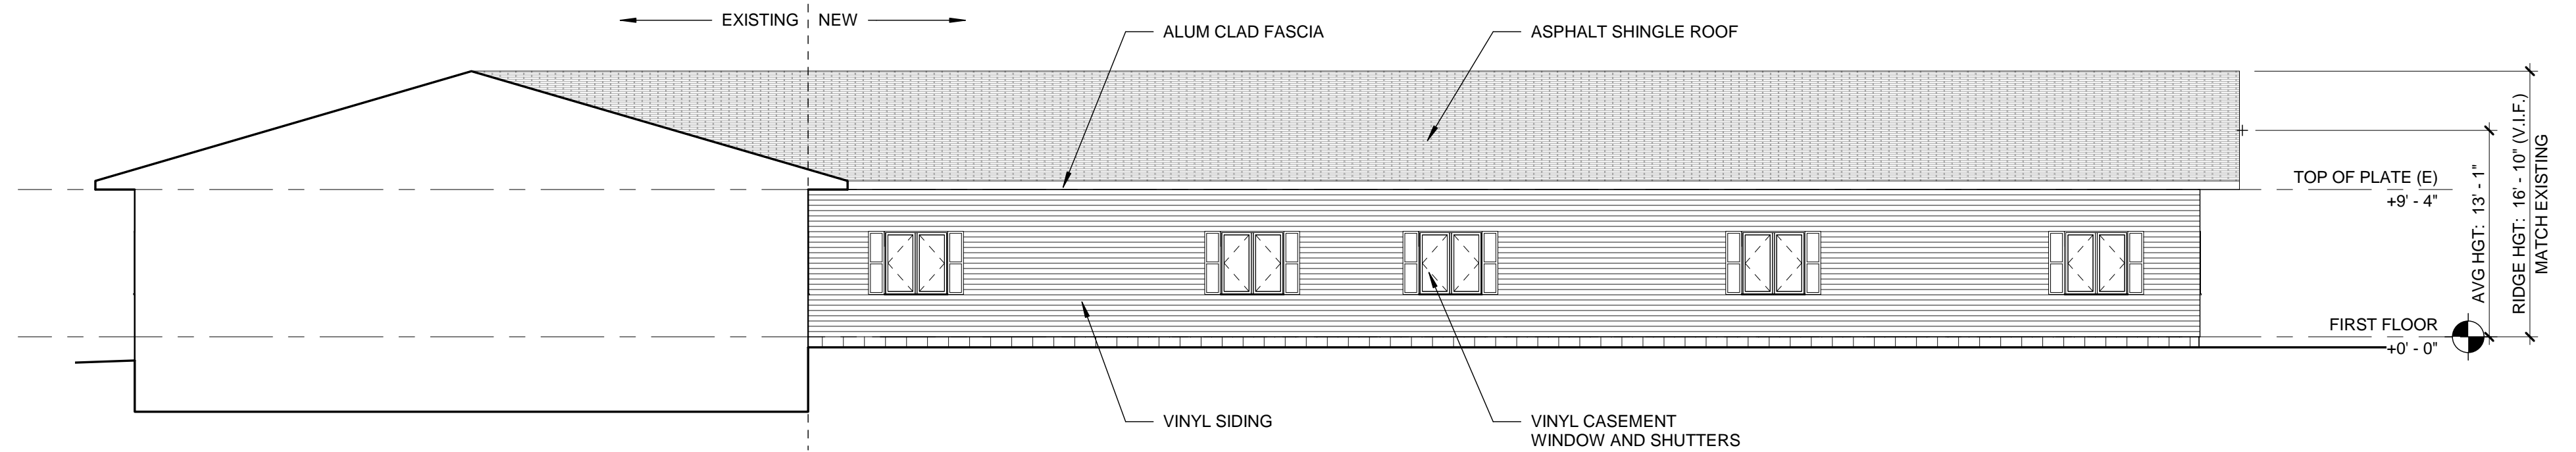 EXISTING NEW
ALUM CLAD FASCIA
ASPHALT SHINGLE ROOF
TOP OF PLATE (E)
+9' - 4"
FIRST FLOOR
+0' - 0"
AVG HGT: 13' - 1"
RIDGE HGT: 16' - 10" (V.I.F.)
MATCH EXISTING
VINYL SIDING
VINYL CASEMENT
WINDOW AND SHUTTERS